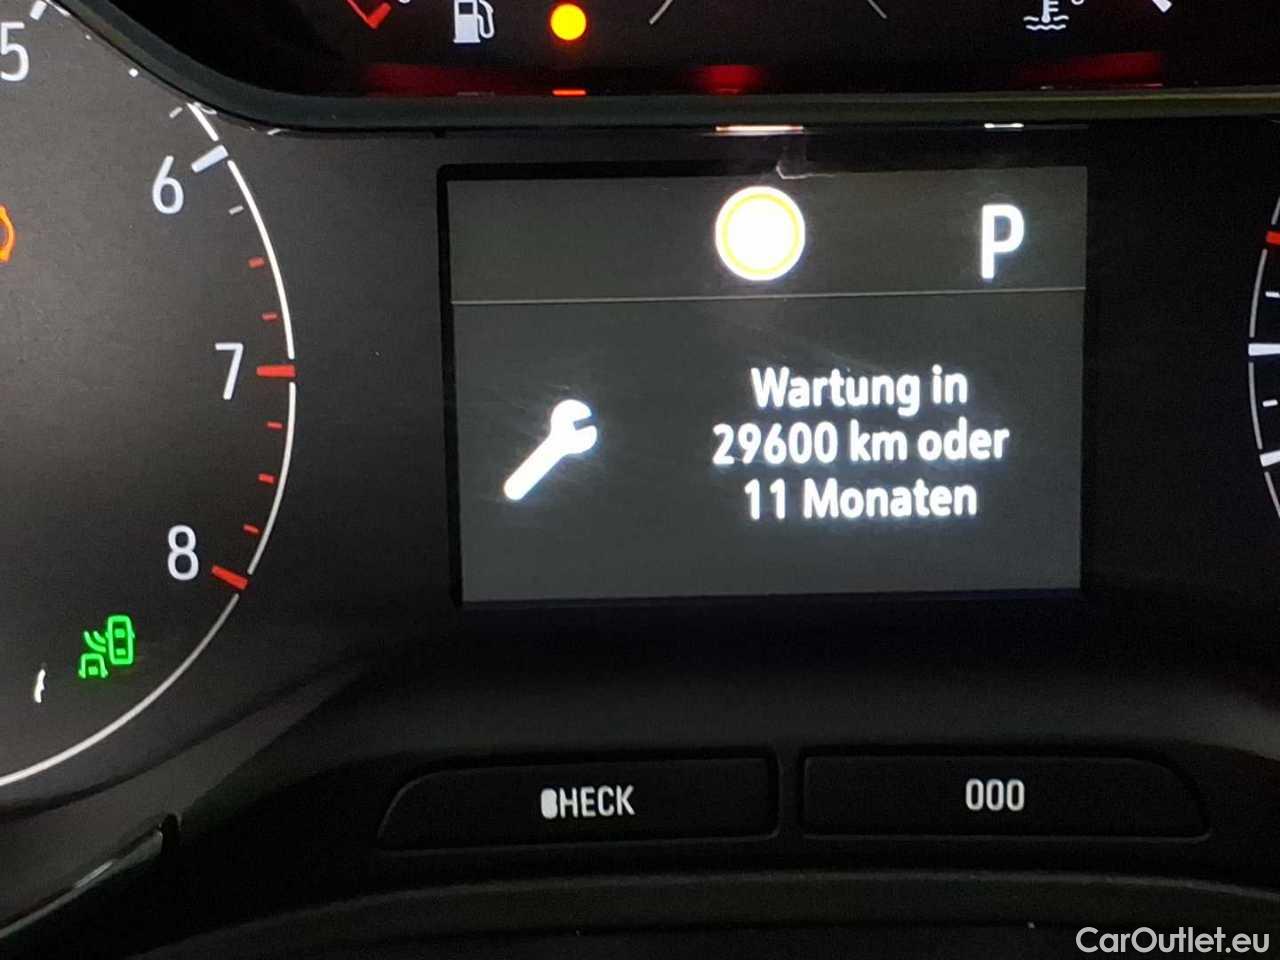 5
6
7
8
P
Wartung in
29600 km oder
11 Monaten
CHECK
000
CarOutlet.eu